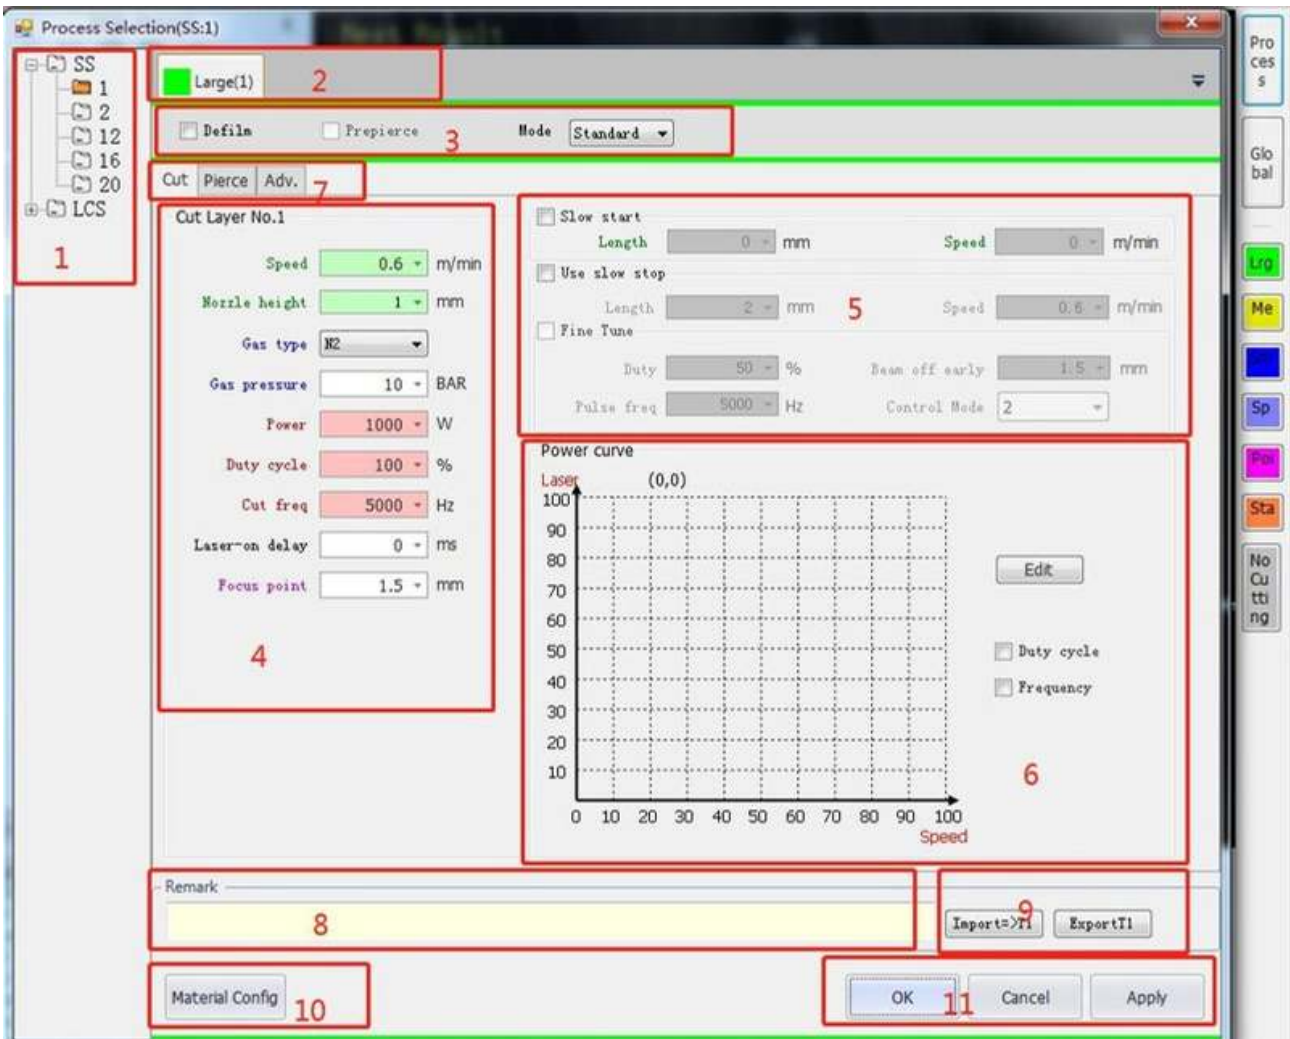 Process Selection(SS:1)
SS
1
2
12
16
20
LCS
1
Large(1)
2
Defilm
Prepierce
Mode
Standard
3
Cut
Pierce
Adv.
7
Cut Layer No.1
Speed 0.6 m/min
Nozzle height 1 mm
Gas type N2
Gas pressure 10 BAR
Power 1000 W
Duty cycle 100 %
Cut freq 5000 Hz
Laser-on delay 0 ms
Focus point 1.5 mm
4
Slow start
Length 0 mm Speed 0 m/min
Use slow stop
Length 2 mm Speed 0.6 m/min
5
Fine Tune
Duty 50 % Beam off early 1.5 mm
Pulse freq 5000 Hz Control Mode 2
Power curve
Laser (0,0)
100
90
80
70
60
50
40
30
20
10
0 10 20 30 40 50 60 70 80 90 100
Speed
Edit
Duty cycle
Frequency
6
Remark
8
Import=>T1
ExportT1
9
Material Config
10
OK
Cancel
Apply
11
Pro
ces
s
Glo
bal
Lrg
Me
Sp
Poi
Sta
No
Cu
tti
ng